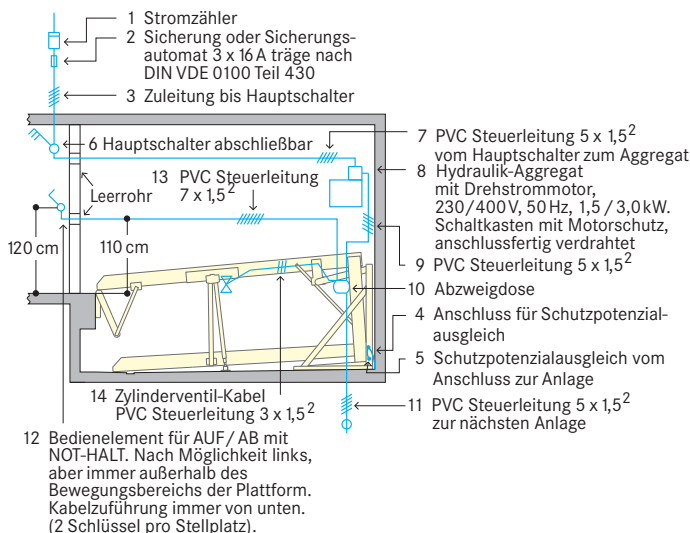 1 Stromzähler
2 Sicherung oder Sicherungs-
automat 3 x 16 A träge nach
DIN VDE 0100 Teil 430
3 Zuleitung bis Hauptschalter
6 Hauptschalter abschließbar
13 PVC Steuerleitung
7 x 1,5²
Leerrohr
120 cm
110 cm
7 PVC Steuerleitung 5 x 1,5²
vom Hauptschalter zum Aggregat
8 Hydraulik-Aggregat
mit Drehstrommotor,
230/400 V, 50 Hz, 1,5 / 3,0 kW.
Schaltkasten mit Motorschutz,
anschlussfertig verdrahtet
9 PVC Steuerleitung 5 x 1,5²
10 Abzweigdose
4 Anschluss für Schutzpotenzial-
ausgleich
5 Schutzpotenzialausgleich vom
Anschluss zur Anlage
11 PVC Steuerleitung 5 x 1,5²
zur nächsten Anlage
14 Zylinderventil-Kabel
PVC Steuerleitung 3 x 1,5²
12 Bedienelement für AUF/AB mit
NOT-HALT. Nach Möglichkeit links,
aber immer außerhalb des
Bewegungsbereichs der Plattform.
Kabelzuführung immer von unten.
(2 Schlüssel pro Stellplatz).